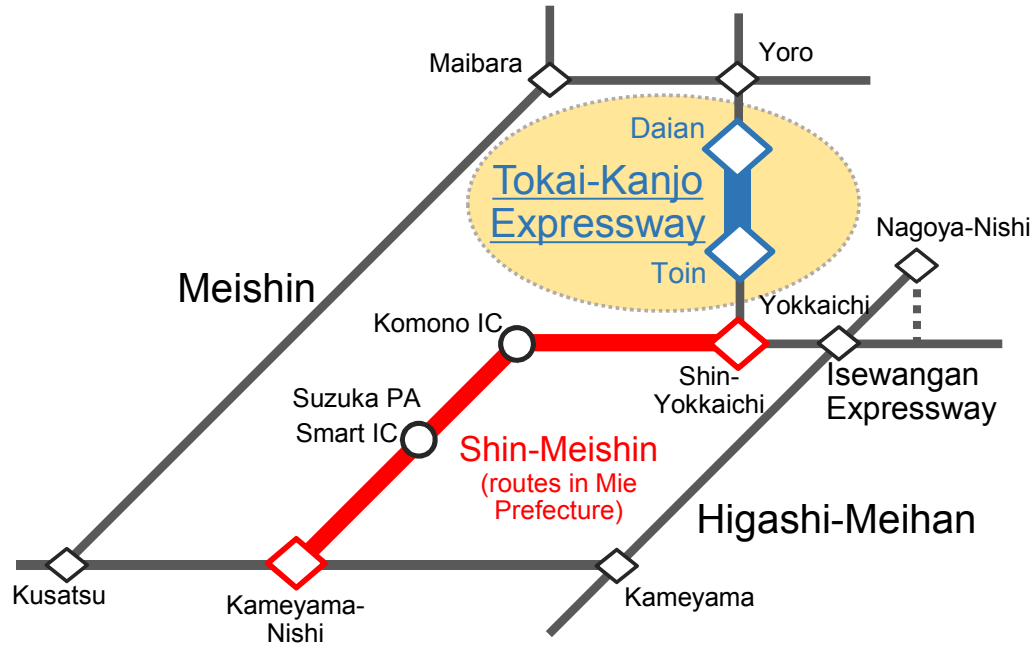 Maibara
Yoro
Daian
Tokai-Kanjo
Expressway
Nagoya-Nishi
Toin
Meishin
Yokkaichi
Komono IC
Shin-
Yokkaichi
Isewangan
Expressway
Suzuka PA
Smart IC
Shin-Meishin
(routes in Mie
Prefecture)
Higashi-Meihan
Kusatsu
Kameyama-
Nishi
Kameyama